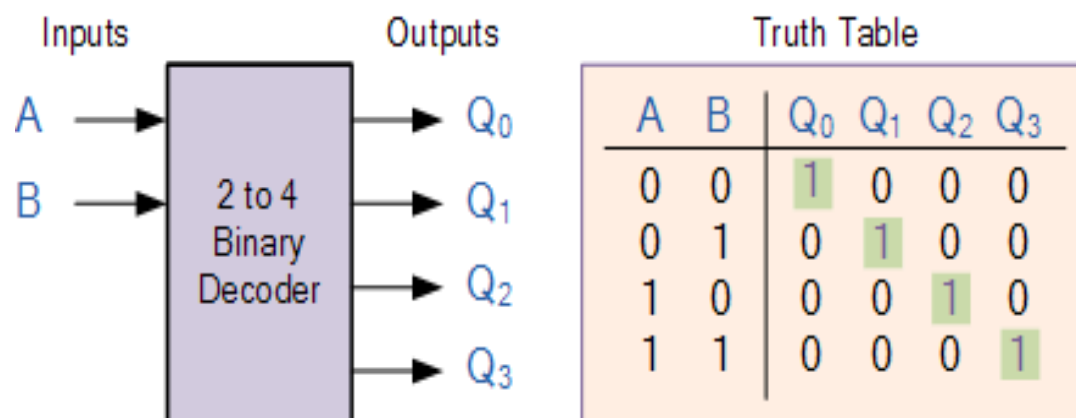 Inputs Outputs Truth Table
A Q₀ A B Q₀ Q₁ Q₂ Q₃
0 0 1 0 0 0
B 2 to 4 Q₁ 0 1 0 1 0 0
Binary
Decoder Q₂ 1 0 0 0 1 0
Q₃ 1 1 0 0 0 1